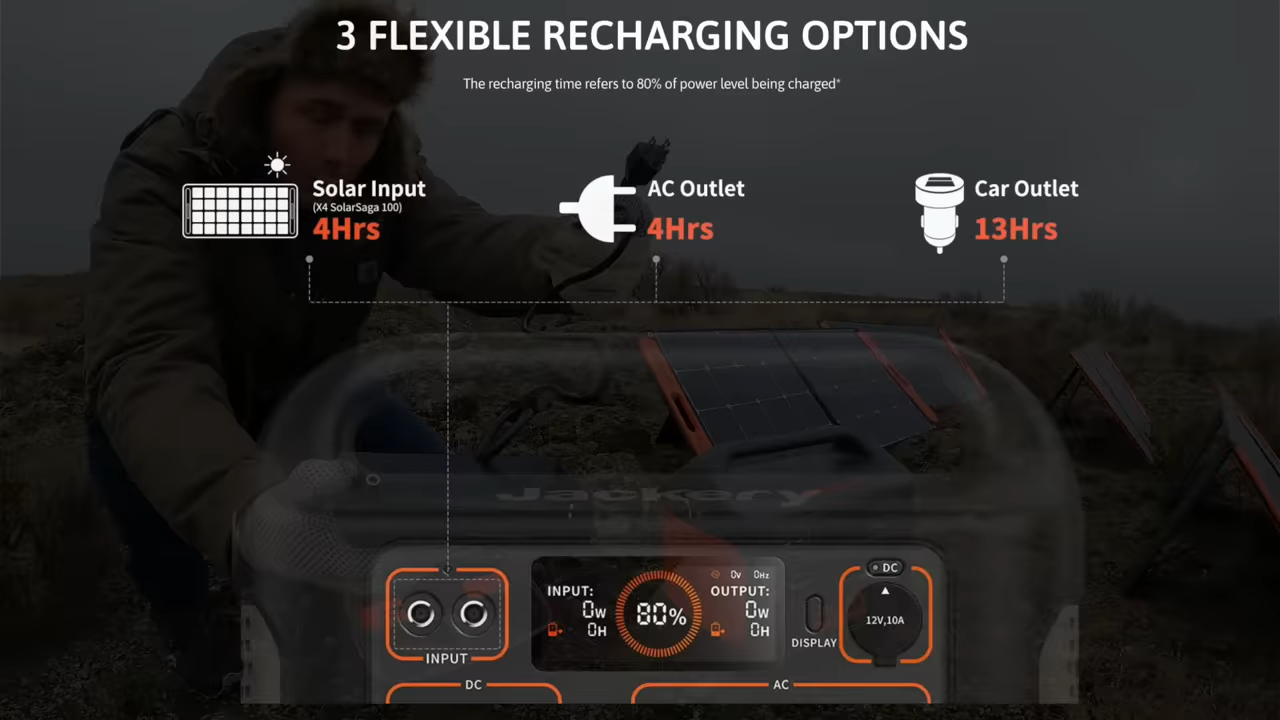 3 FLEXIBLE RECHARGING OPTIONS
The recharging time refers to 80% of power level being charged*
Solar Input
(X4 SolarSaga 100)
4Hrs
AC Outlet
4Hrs
Car Outlet
13Hrs
Jackery
INPUT:
0W
0H
80%
0V 0Hz
OUTPUT:
0W
0H
DISPLAY
DC
12V,10A
INPUT
DC
AC